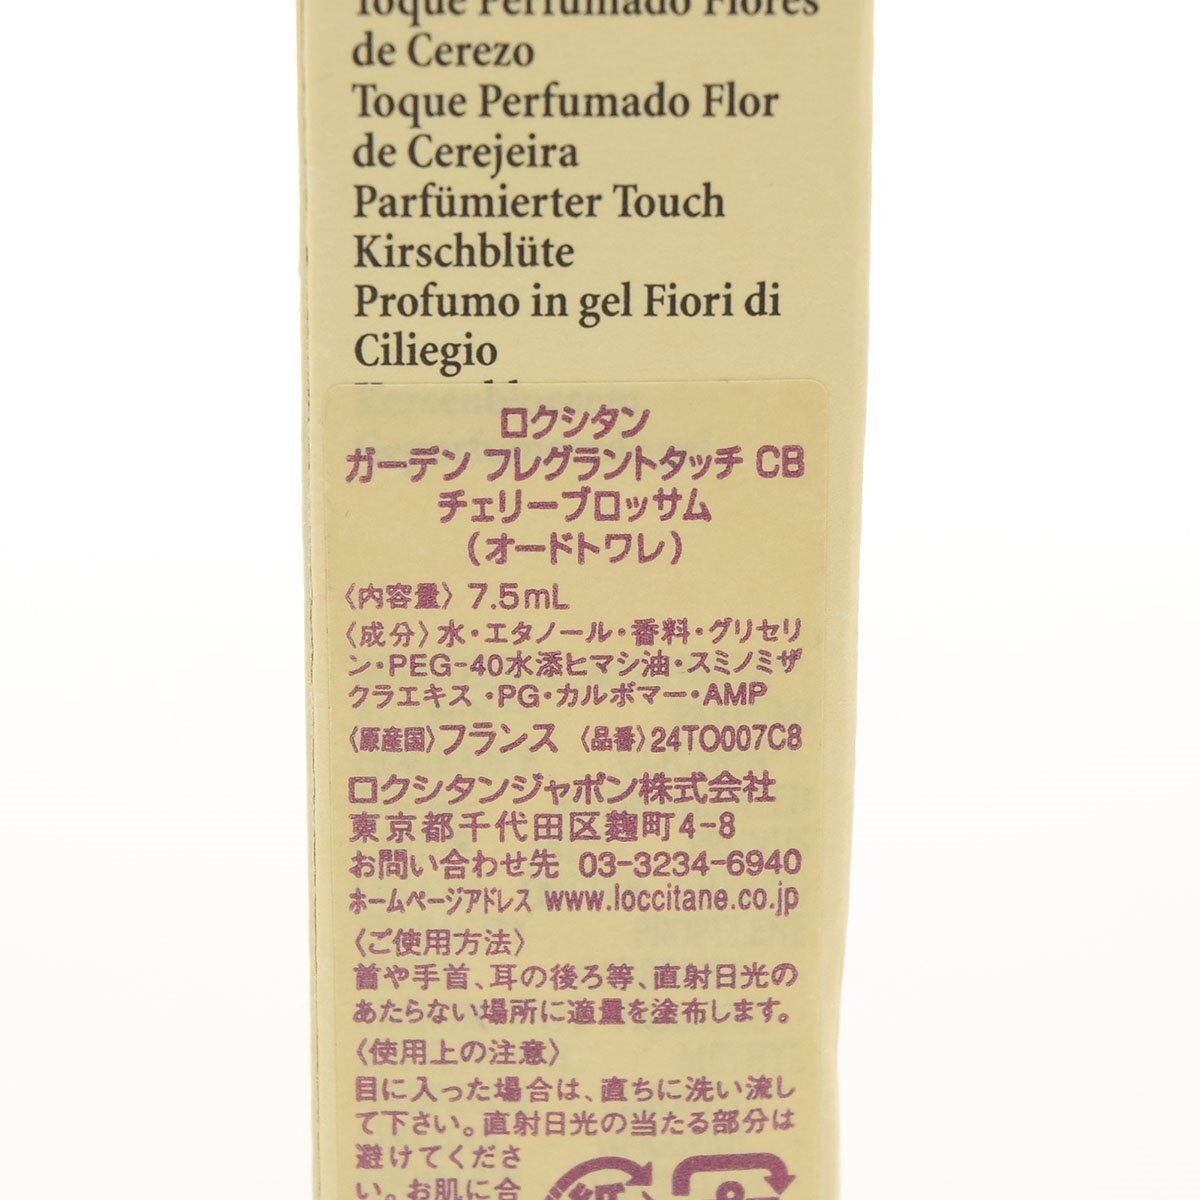 Toque Perfumado Flores
de Cerezo
Toque Perfumado Flor
de Cerejeira
Parfümierter Touch
Kirschblüte
Profumo in gel Fiori di
Ciliegio
ロクシタン
ガーデン フレグラントタッチ CB
チェリーブロッサム
(オードトワレ)
〈内容量〉 7.5mL
〈成分〉水・エタノール・香料・グリセリ
ン・PEG-40水添ヒマシ油・スミノミザ
クラエキス ・PG・カルボマー・AMP
〈原産国〉フランス 〈品番〉24TO007C8
ロクシタンジャポン株式会社
東京都千代田区麹町4-8
お問い合わせ先 03-3234-6940
ホームページアドレス www.loccitane.co.jp
〈ご使用方法〉
首や手首、耳の後ろ等、直射日光の
あたらない場所に適量を塗布します。
〈使用上の注意〉
目に入った場合は、直ちに洗い流し
て下さい。直射日光の当たる部分は
避けてくださ
い。お肌に合
紙